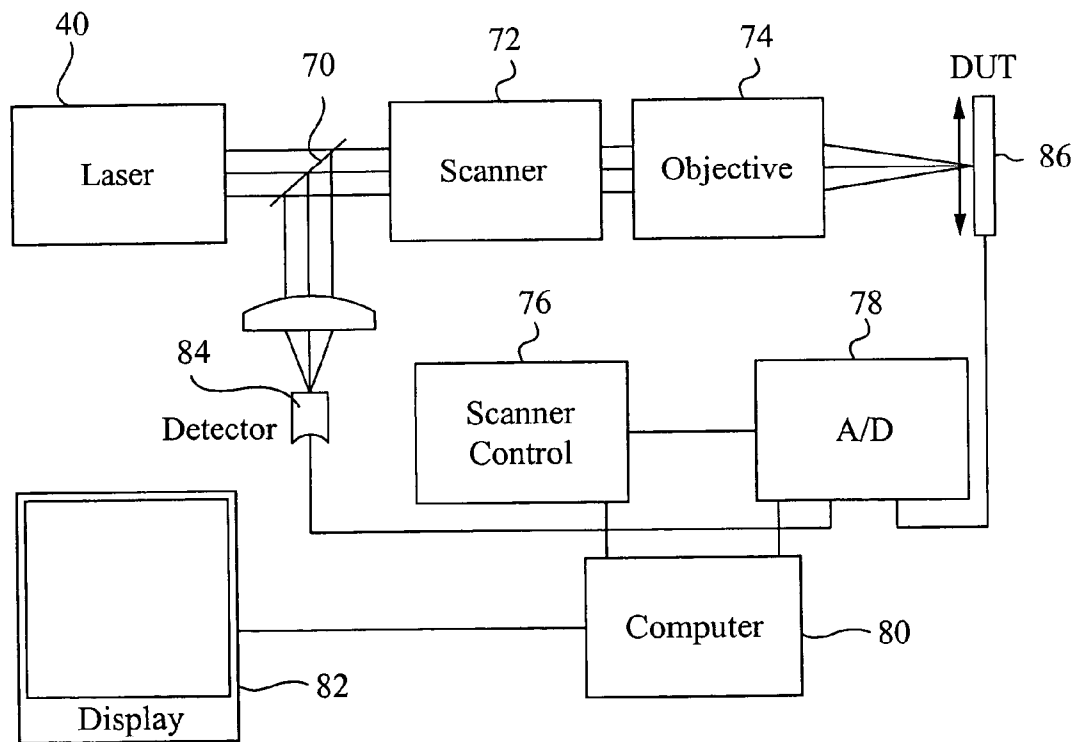 40
70
72
74
DUT
Laser
Scanner
Objective
86
76
78
84
Detector
Scanner
Control
A/D
Computer
80
82
Display